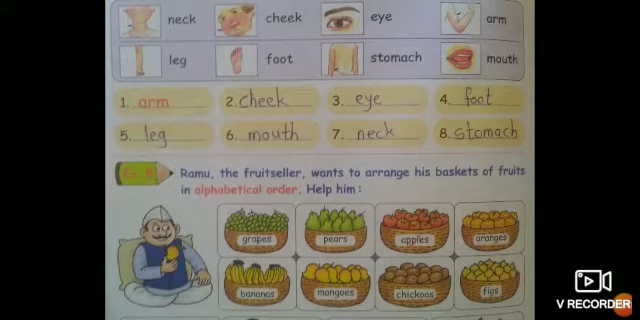 neck cheek eye arm
leg foot stomach mouth
1. arm 2. cheek 3. eye 4. foot
5. leg 6. mouth 7. neck 8. stomach
Ramu, the fruitseller, wants to arrange his baskets of fruits
in alphabetical order. Help him :
grapes pears apples oranges
bananas mangoes chickoos figs
V RECORDER